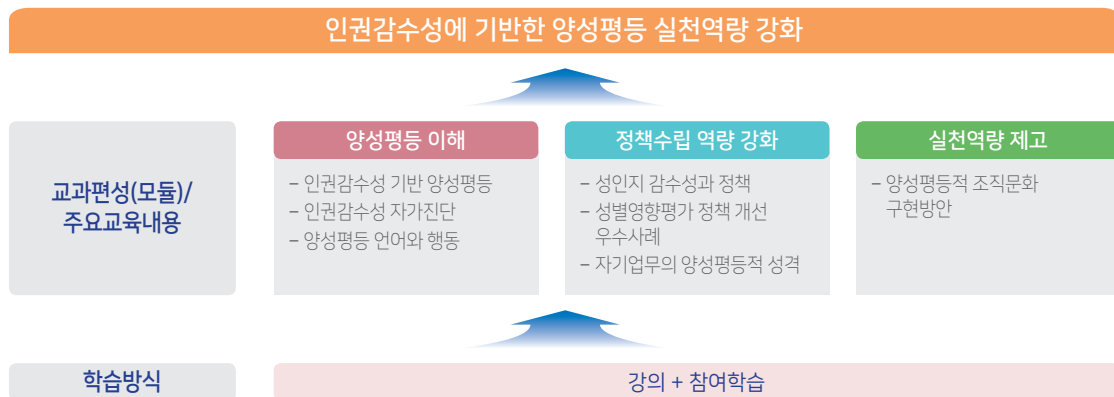 인권감수성에 기반한 양성평등 실천역량 강화
교과편성(모듈)/
주요교육내용
양성평등 이해
– 인권감수성 기반 양성평등
– 인권감수성 자가진단
– 양성평등 언어와 행동
정책수립 역량 강화
– 성인지 감수성과 정책
– 성별영향평가 정책 개선
우수사례
– 자기업무의 양성평등적 성격
실천역량 제고
– 양성평등적 조직문화
구현방안
학습방식
강의 + 참여학습